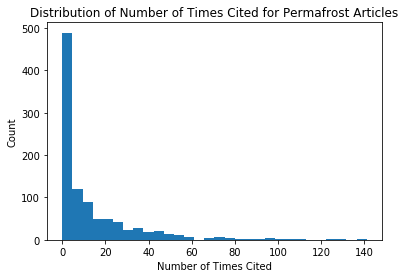 Distribution of Number of Times Cited for Permafrost Articles
500
400
300
200
100
0
Count
0 20 40 60 80 100 120 140
Number of Times Cited